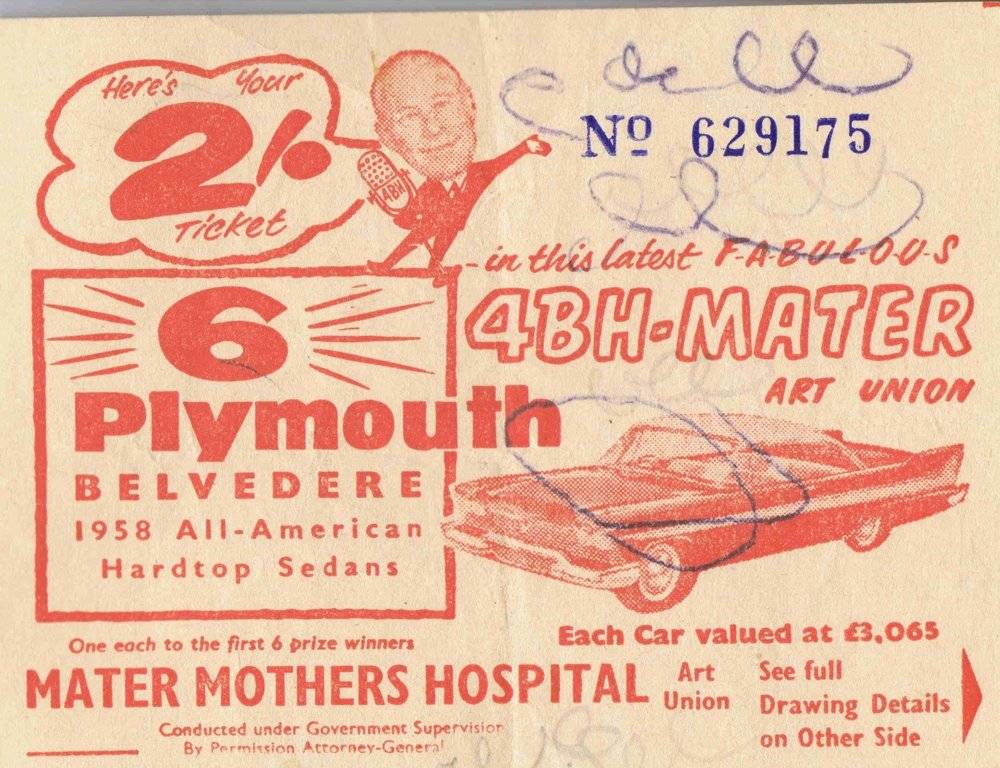 Here's Your
2/-
Ticket
4BH
Nº 629175
in this latest F-A-B-U-L-O-U-S
4BH-MATER
ART UNION
6
Plymouth
BELVEDERE
1958 All-American
Hardtop Sedans
One each to the first 6 prize winners
Each Car valued at £3,065
MATER MOTHERS HOSPITAL Art Union
Conducted under Government Supervision
By Permission Attorney-General
See full
Drawing Details
on Other Side